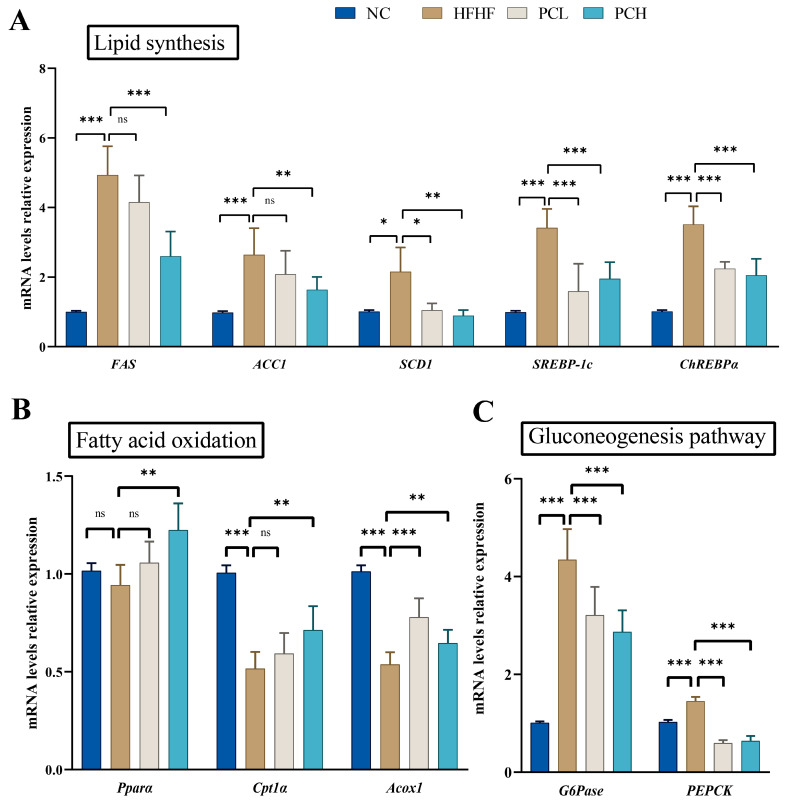 A
NC HFHF PCL PCH
Lipid synthesis
mRNA levels relative expression
8
6
4
2
0
*** ns ***
*** ns **
* * **
*** *** ***
*** *** ***
FAS ACC1 SCD1 SREBP-1c ChREBPα
B
Fatty acid oxidation
mRNA levels relative expression
1.5
1.0
0.5
0.0
ns ns **
*** ns **
*** *** **
Pparα Cpt1α Acox1
C
Gluconeogenesis pathway
mRNA levels relative expression
6
4
2
0
*** *** ***
*** *** ***
G6Pase PEPCK